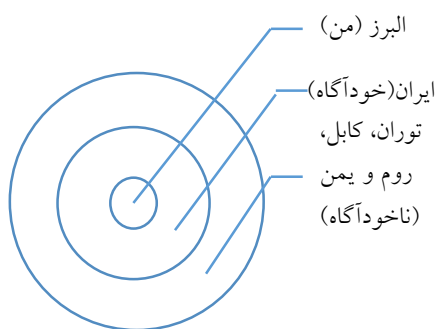 البرز (من)
ایران(خودآگاه)
توران، کابل،
روم و یمن
(ناخودآگاه)